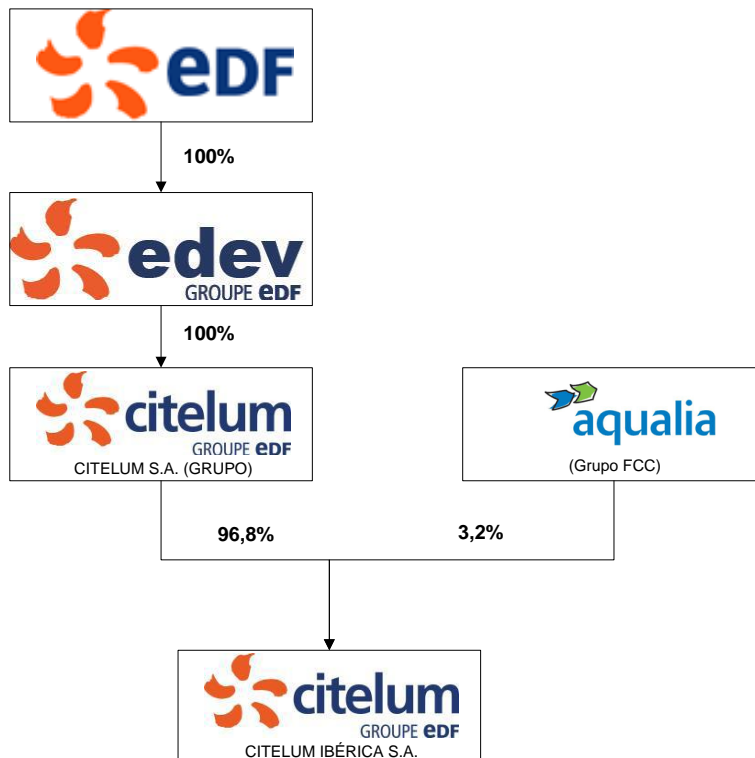 eDF
100%
edev
GROUPE eDF
100%
citelum
GROUPE eDF
CITELUM S.A. (GRUPO)
aqualia
(Grupo FCC)
96,8%
3,2%
citelum
GROUPE eDF
CITELUM IBÉRICA S.A.